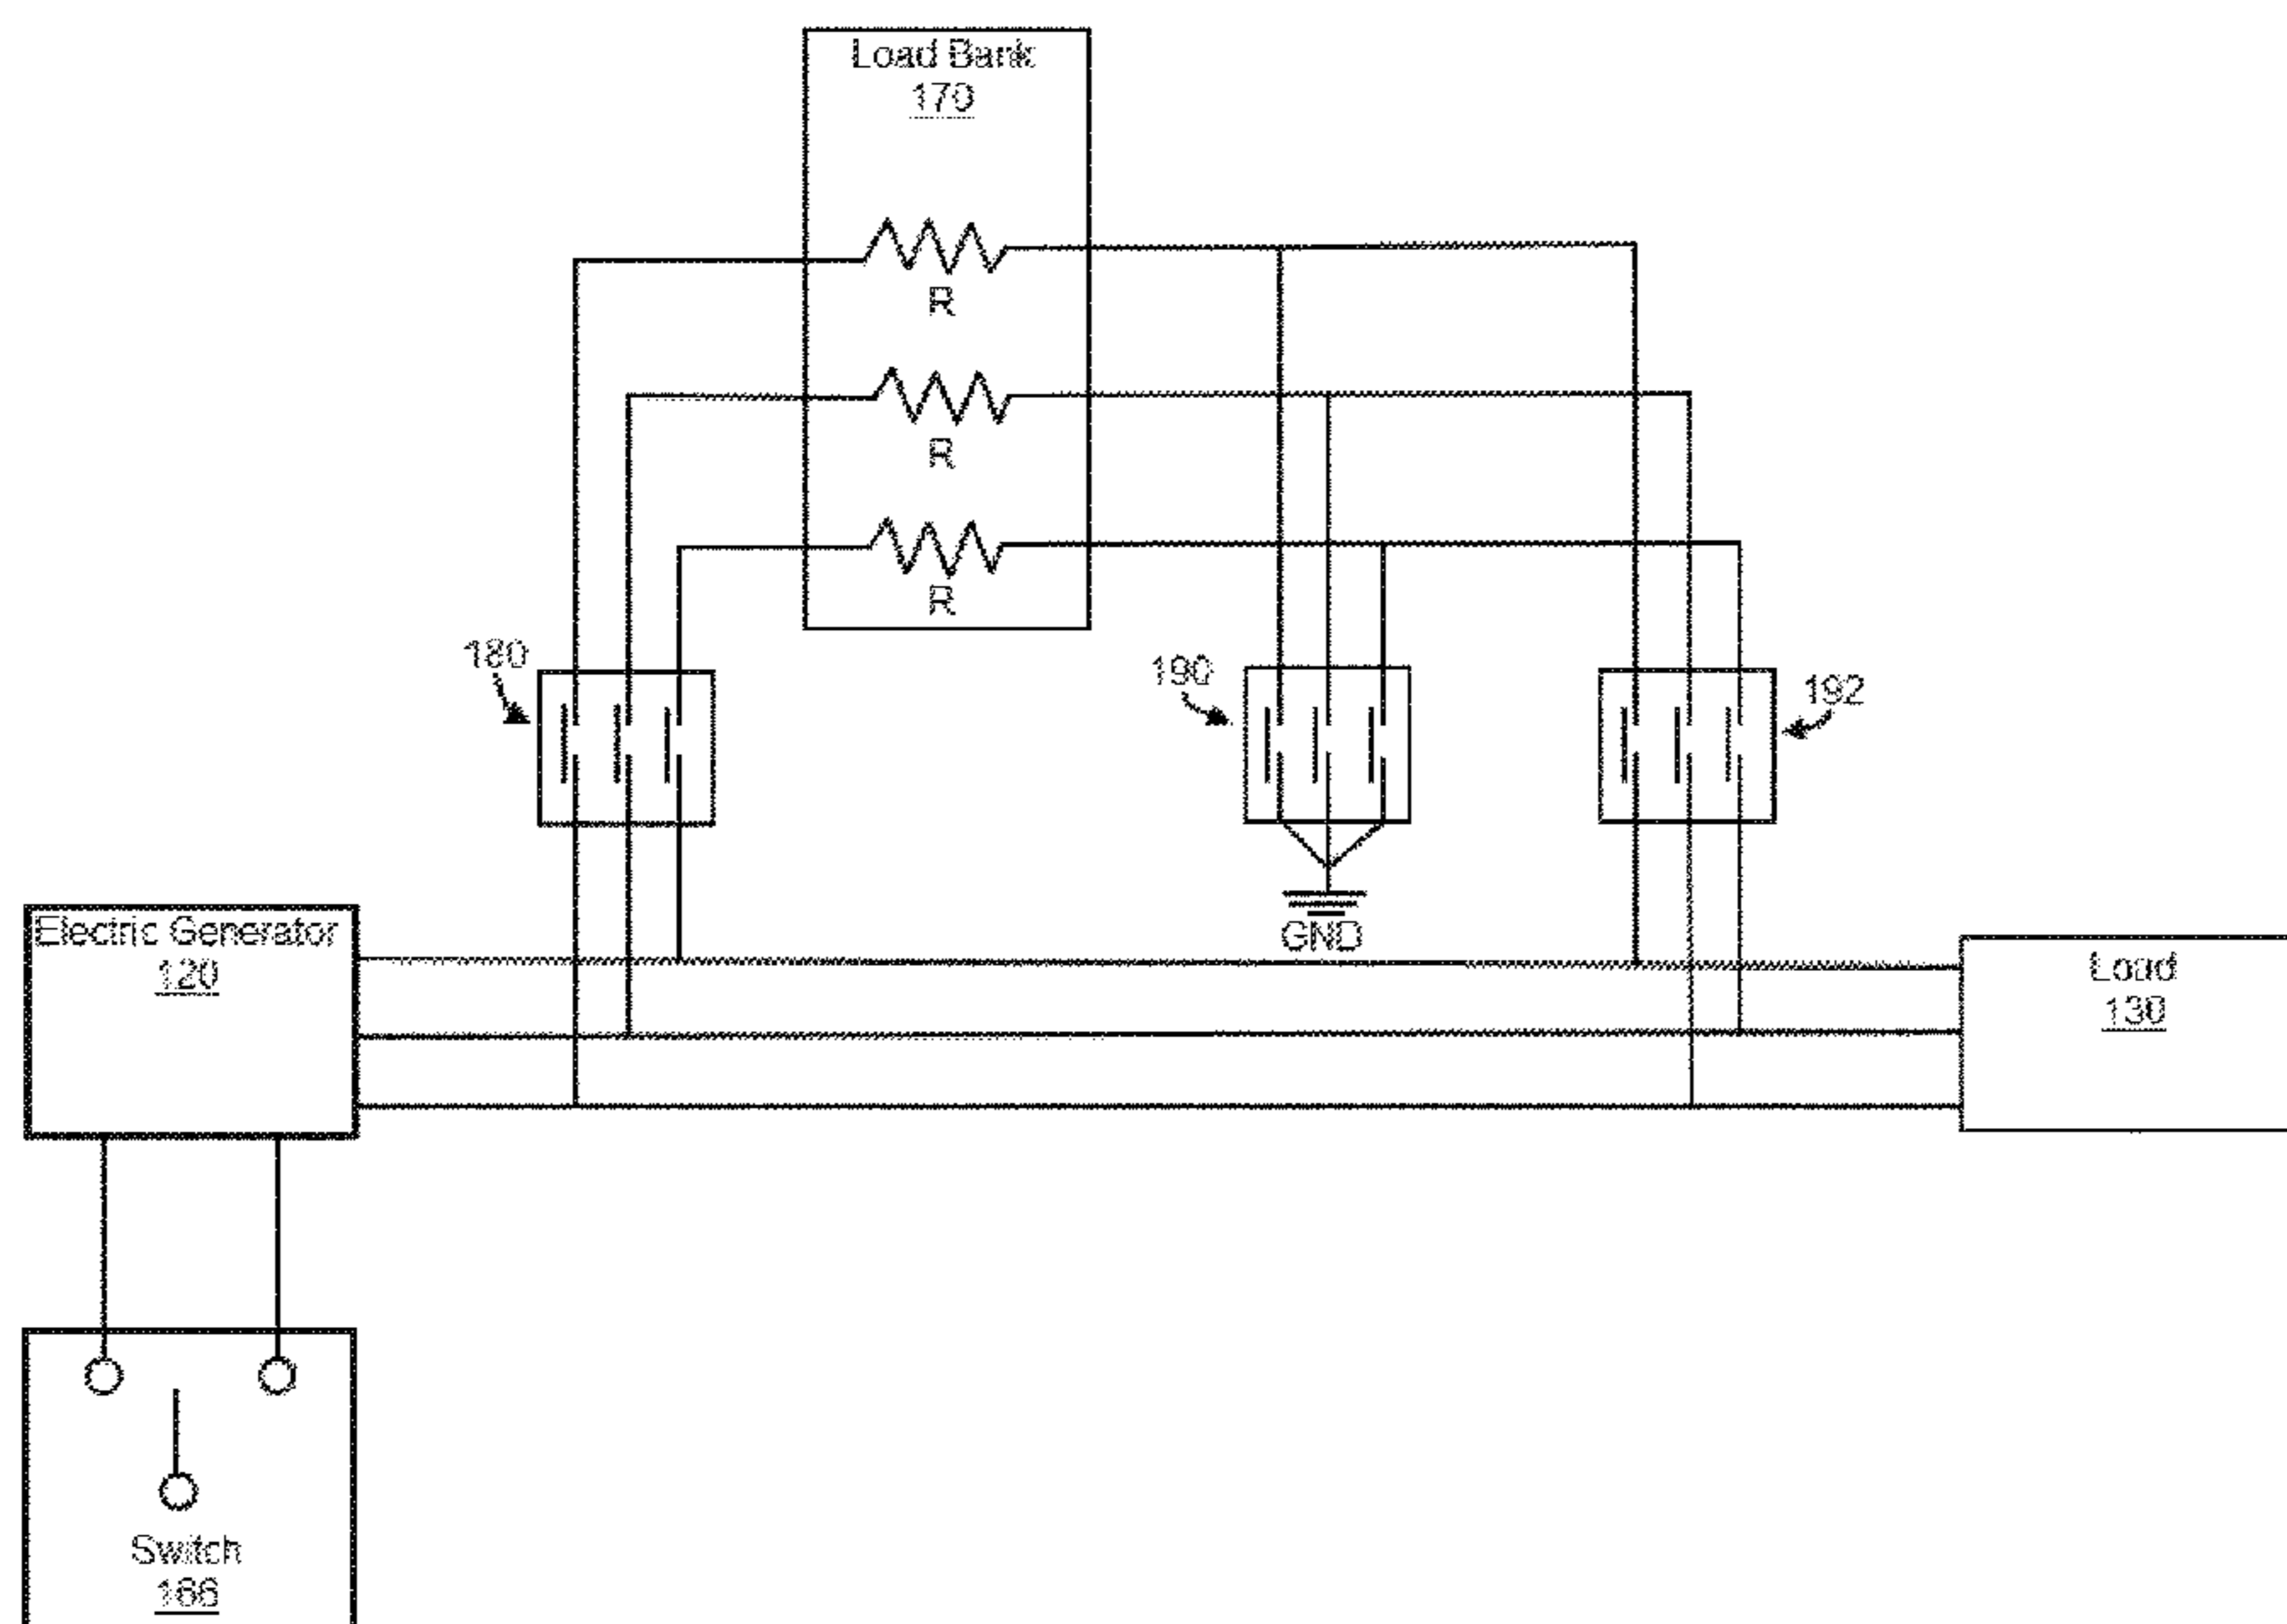 Load Bank
170
R
R
R
180
190
192
GND
Electric Generator
120
Load
130
Switch
166